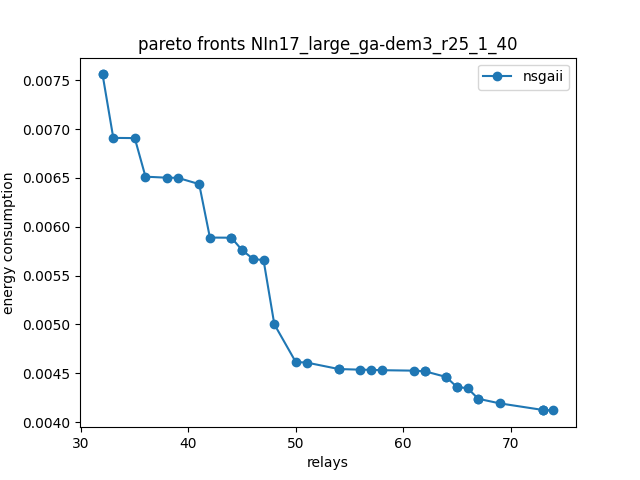 pareto fronts NIn17_large_ga-dem3_r25_1_40
nsgaii
0.0075
0.0070
0.0065
0.0060
0.0055
0.0050
0.0045
0.0040
energy consumption
30 40 50 60 70
relays